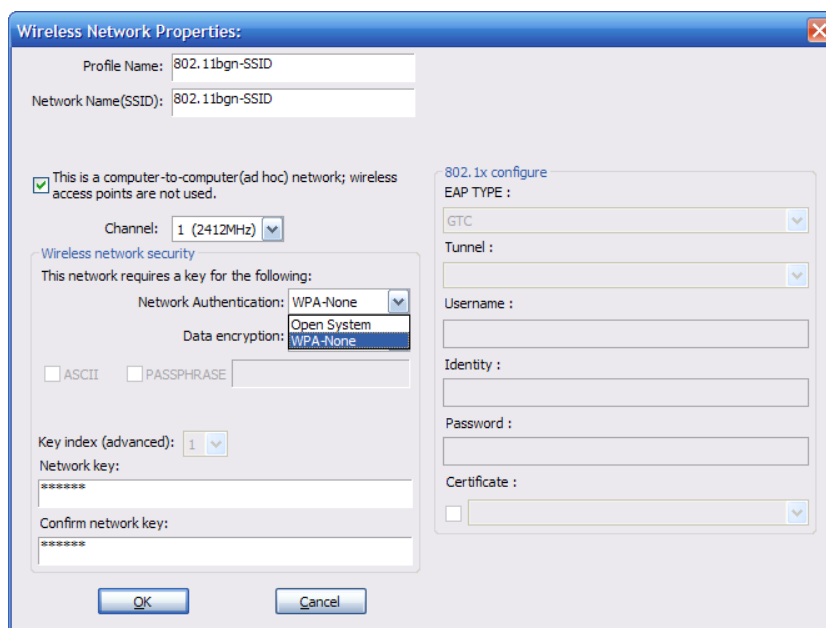 Wireless Network Properties:
Profile Name: 802.11bgn-SSID
Network Name(SSID): 802.11bgn-SSID
This is a computer-to-computer(ad hoc) network; wireless
access points are not used.
Channel: 1 (2412MHz)
Wireless network security
This network requires a key for the following:
Network Authentication: WPA-None
Open System
Data encryption: WPA-None
ASCII PASSPHRASE
Key index (advanced): 1
Network key:
******
Confirm network key:
******
OK Cancel
802.1x configure
EAP TYPE :
GTC
Tunnel :
Username :
Identity :
Password :
Certificate :